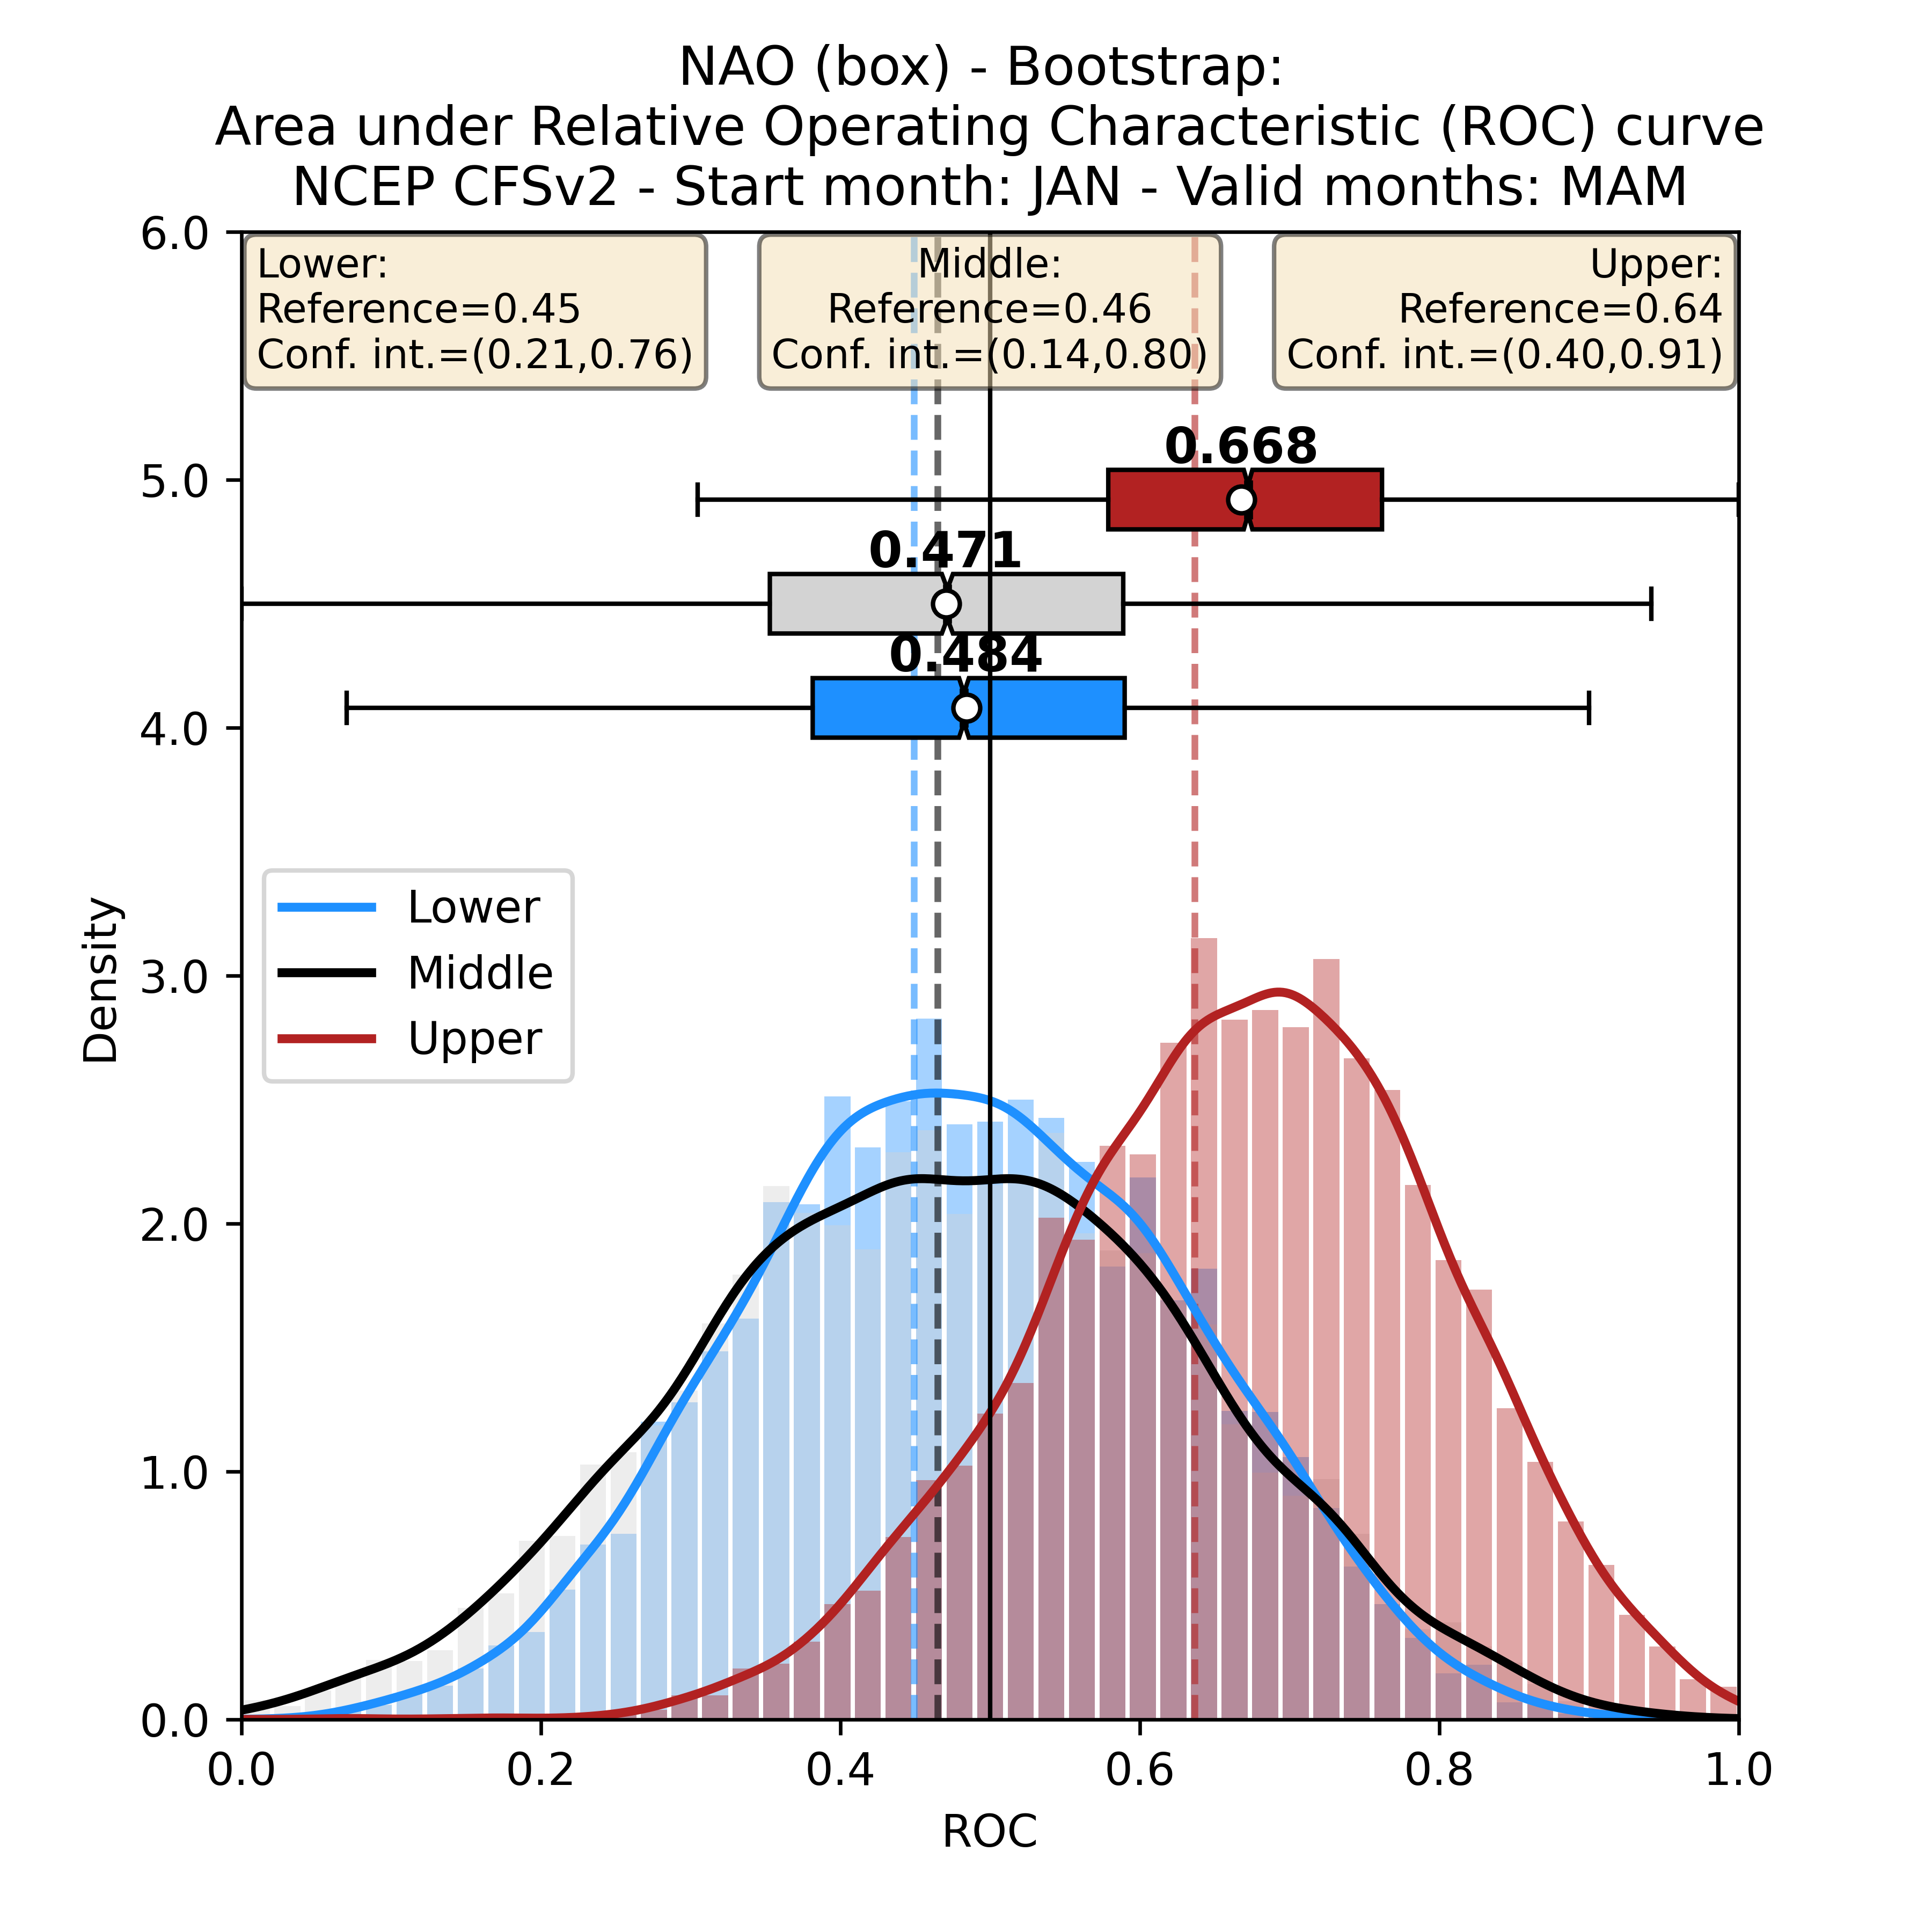 NAO (box) - Bootstrap:
Area under Relative Operating Characteristic (ROC) curve
NCEP CFSv2 - Start month: JAN - Valid months: MAM
Lower:
Reference=0.45
Conf. int.=(0.21,0.76)
Middle:
Reference=0.46
Conf. int.=(0.14,0.80)
Upper:
Reference=0.64
Conf. int.=(0.40,0.91)
0.668
0.471
0.484
6.0
5.0
4.0
3.0
2.0
1.0
0.0
Density
Lower
Middle
Upper
0.0
0.2
0.4
0.6
0.8
1.0
ROC